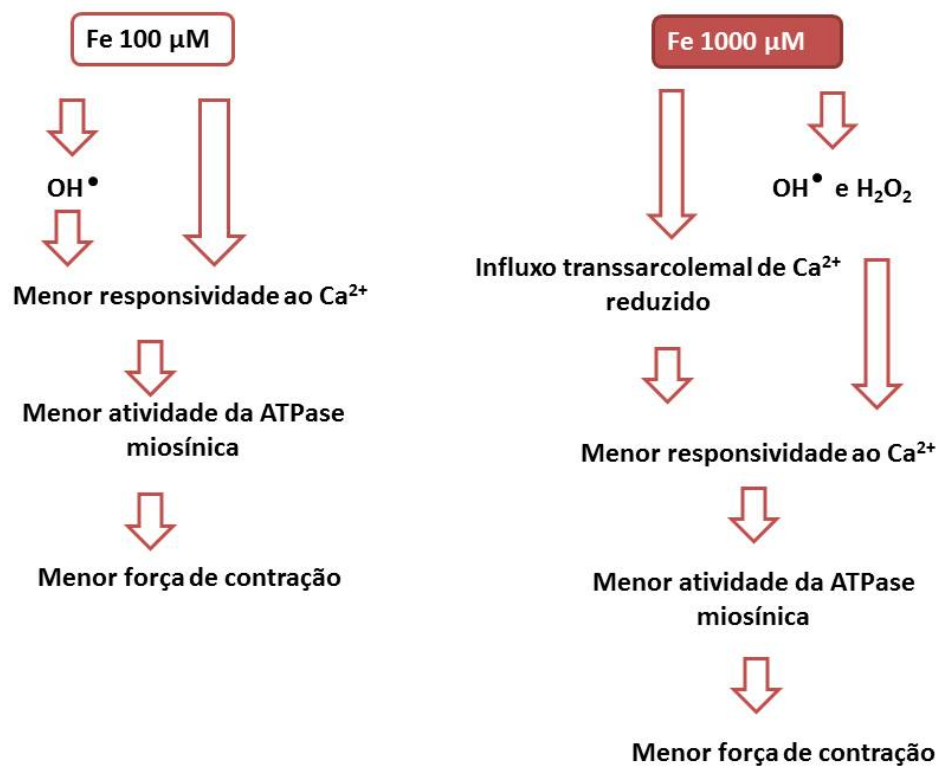 Fe 100 µM
OH•
Menor responsividade ao Ca²⁺
Menor atividade da ATPase
miosínica
Menor força de contração
Fe 1000 µM
OH• e H₂O₂
Influxo transsarcolemal de Ca²⁺
reduzido
Menor responsividade ao Ca²⁺
Menor atividade da ATPase
miosínica
Menor força de contração